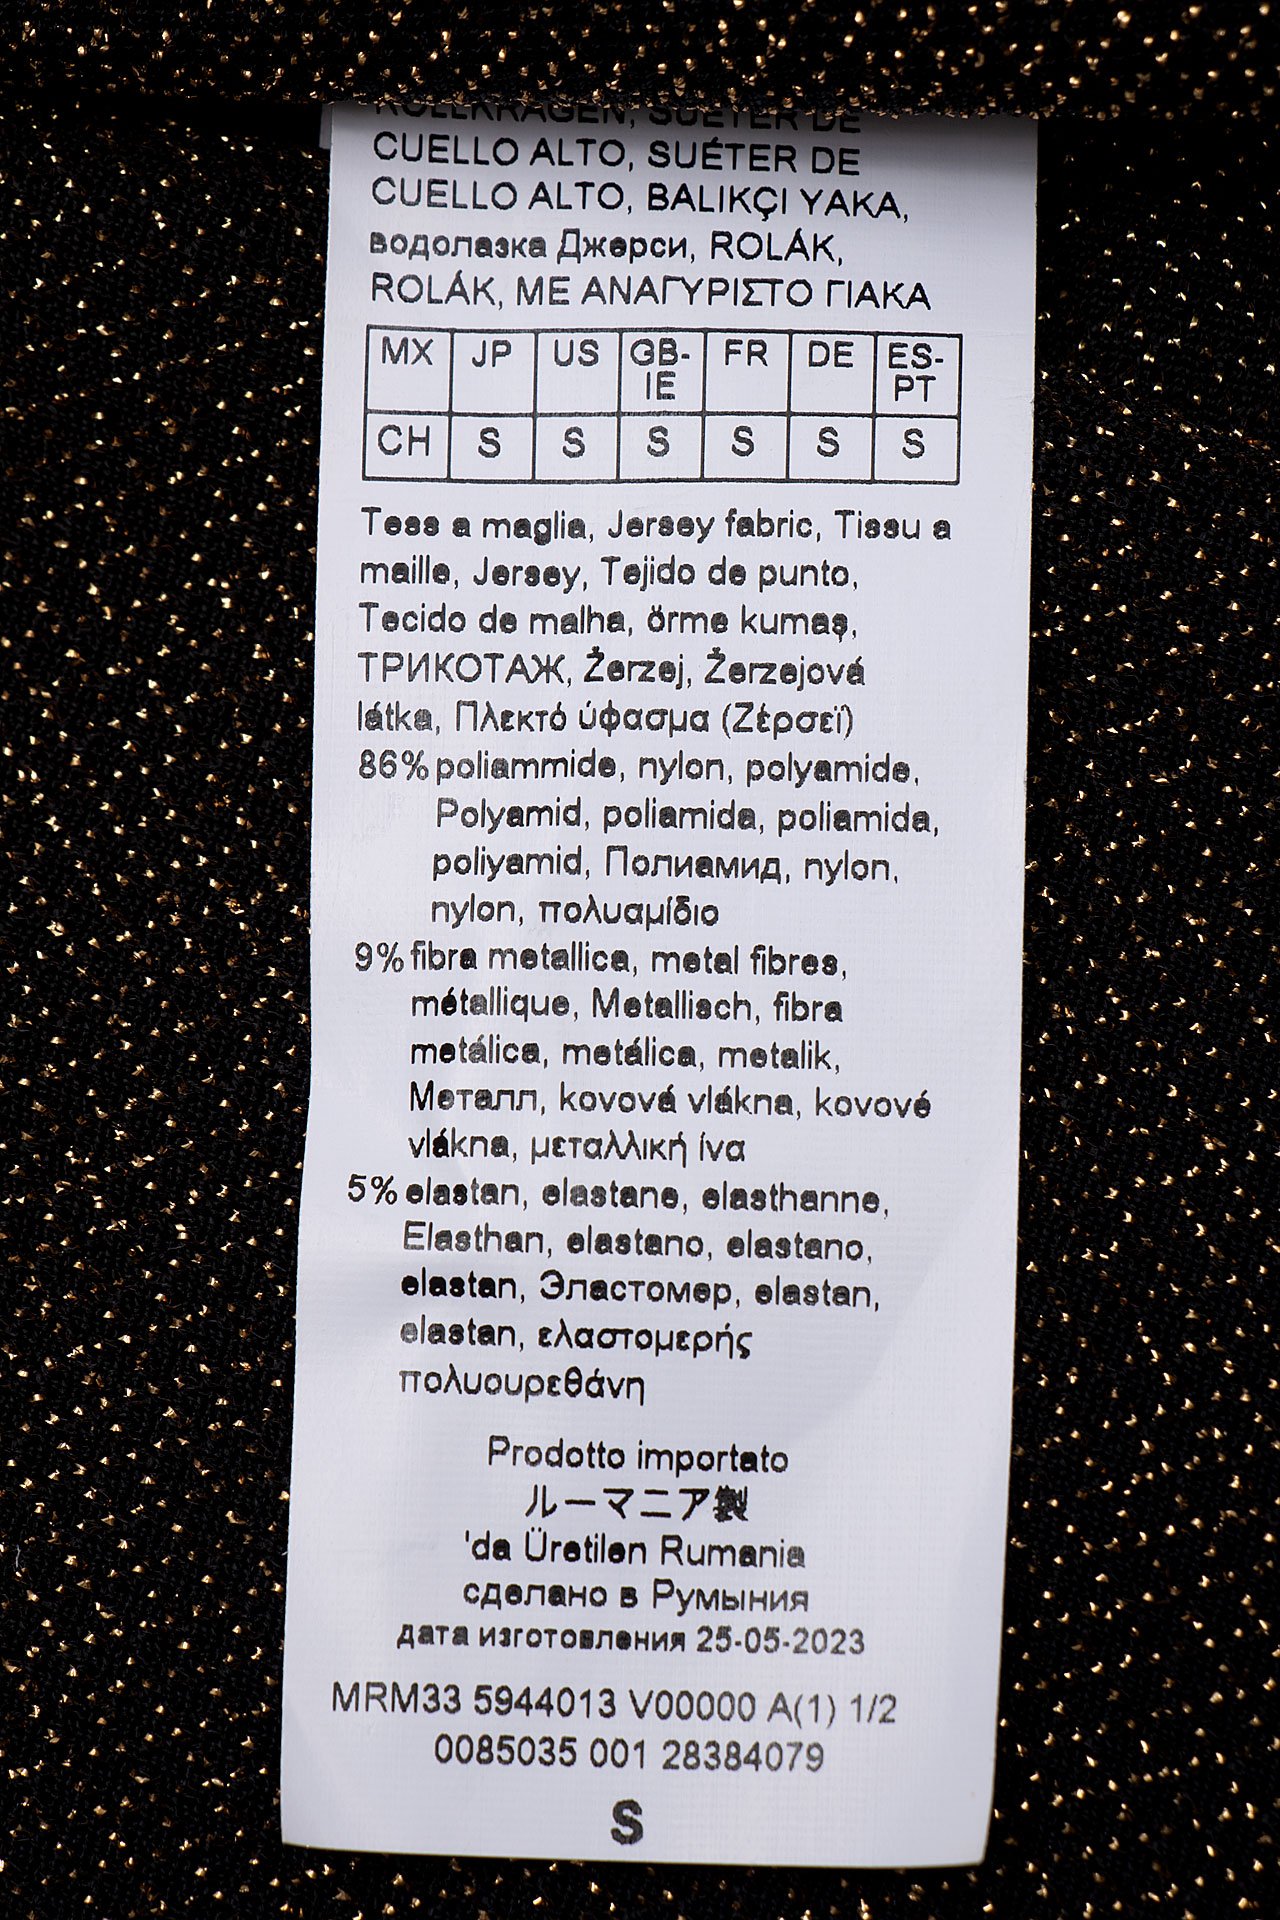 ROLLKRAGEN, SUÉTER DE
CUELLO ALTO, SUÉTER DE
CUELLO ALTO, BALIKÇI YAKA,
водолазка Джерси, ROLÁK,
ROLÁK, ΜΕ ΑΝΑΓΥΡΙΣΤΟ ΓΙΑΚΑ
MX JP US GB-IE FR DE ES-PT
CH S S S S S S
Tess a maglia, Jersey fabric, Tissu a
maille, Jersey, Tejido de punto,
Tecido de malha, örme kumaş,
ТРИКОТАЖ, Žerzej, Žerzejová
látka, Πλεκτό ύφασμα (Ζέρσεϊ)
86% poliammide, nylon, polyamide,
Polyamid, poliamida, poliamida,
poliyamid, Полиамид, nylon,
nylon, πολυαμίδιο
9% fibra metallica, metal fibres,
métallique, Metallisch, fibra
metálica, metálica, metalik,
Металл, kovová vlákna, kovové
vlákna, μεταλλική ίνα
5% elastan, elastane, elasthanne,
Elasthan, elastano, elastano,
elastan, Эластомер, elastan,
elastan, ελαστομερής
πολυουρεθάνη
Prodotto importato
ルーマニア製
'da Üretilen Rumania
сделано в Румыния
дата изготовления 25-05-2023
MRM33 5944013 V00000 A(1) 1/2
0085035 001 28384079
S